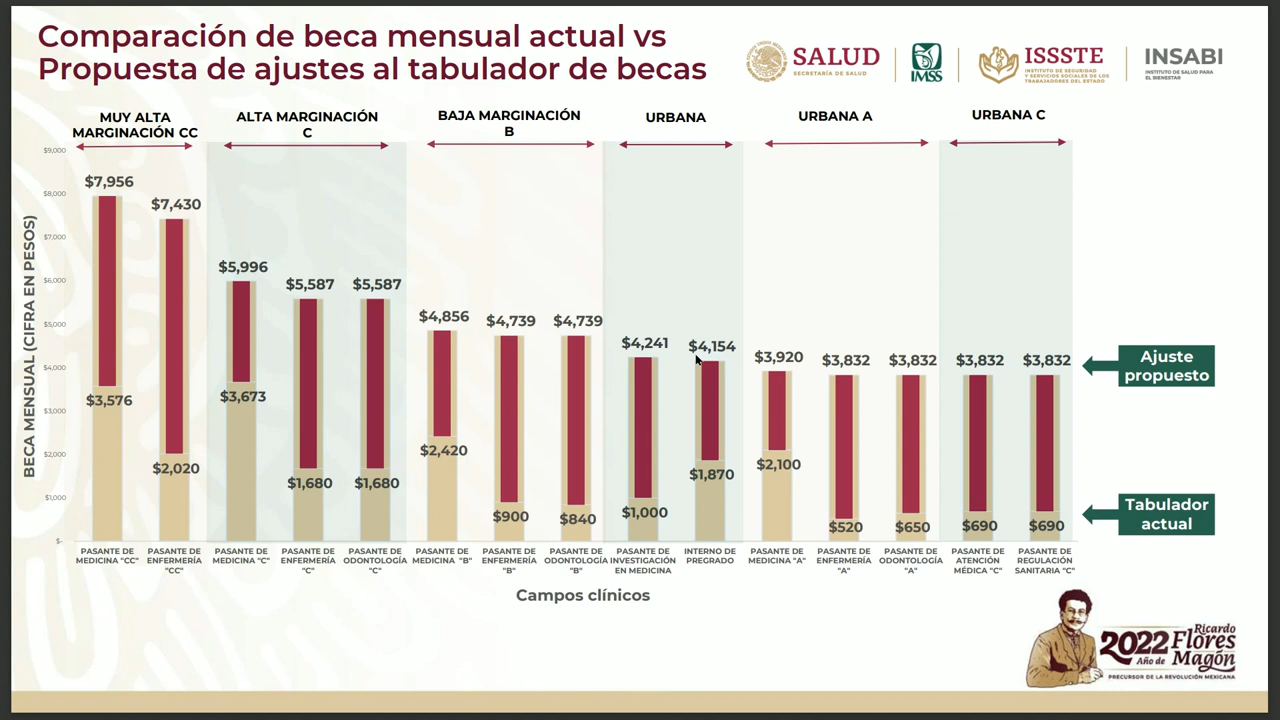 Comparación de beca mensual actual vs
Propuesta de ajustes al tabulador de becas
SALUD
SECRETARÍA DE SALUD
IMSS
ISSSTE
INSTITUTO DE SEGURIDAD
Y SERVICIOS SOCIALES DE LOS
TRABAJADORES DEL ESTADO
INSABI
INSTITUTO DE SALUD PARA
EL BIENESTAR
MUY ALTA
MARGINACIÓN CC
ALTA MARGINACIÓN
C
BAJA MARGINACIÓN
B
URBANA
URBANA A
URBANA C
BECA MENSUAL (CIFRA EN PESOS)
$9,000
$8,000
$7,000
$6,000
$5,000
$4,000
$3,000
$2,000
$1,000
$-
$7,956
$7,430
$5,996
$5,587
$5,587
$4,856
$4,739
$4,739
$4,241
$4,154
$3,920
$3,832
$3,832
$3,832
$3,832
$3,576
$2,020
$3,673
$1,680
$1,680
$2,420
$900
$840
$1,000
$1,870
$2,100
$520
$650
$690
$690
Ajuste
propuesto
Tabulador
actual
PASANTE DE
MEDICINA "CC"
PASANTE DE
ENFERMERÍA
"CC"
PASANTE DE
MEDICINA "C"
PASANTE DE
ENFERMERÍA
"C"
PASANTE DE
ODONTOLOGÍA
"C"
PASANTE DE
MEDICINA "B"
PASANTE DE
ENFERMERÍA
"B"
PASANTE DE
ODONTOLOGÍA
"B"
PASANTE DE
INVESTIGACIÓN
EN MEDICINA
INTERNO DE
PREGRADO
PASANTE DE
MEDICINA "A"
PASANTE DE
ENFERMERÍA
"A"
PASANTE DE
ODONTOLOGÍA
"A"
PASANTE DE
ATENCIÓN
MÉDICA "C"
PASANTE DE
REGULACIÓN
SANITARIA "C"
Campos clínicos
2022 Ricardo
Flores
Año de Magón
PRECURSOR DE LA REVOLUCIÓN MEXICANA